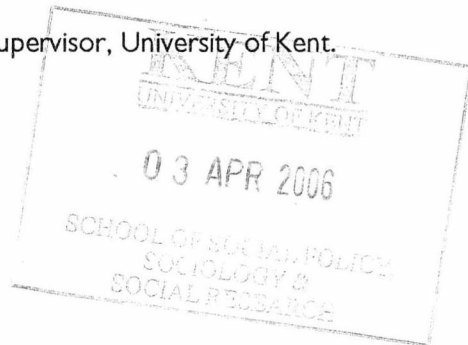 upervisor, University of Kent.
KENT
UNIVERSITY OF KENT
03 APR 2006
SCHOOL OF SOCIAL POLICY,
SOCIOLOGY &
SOCIAL RESEARCH